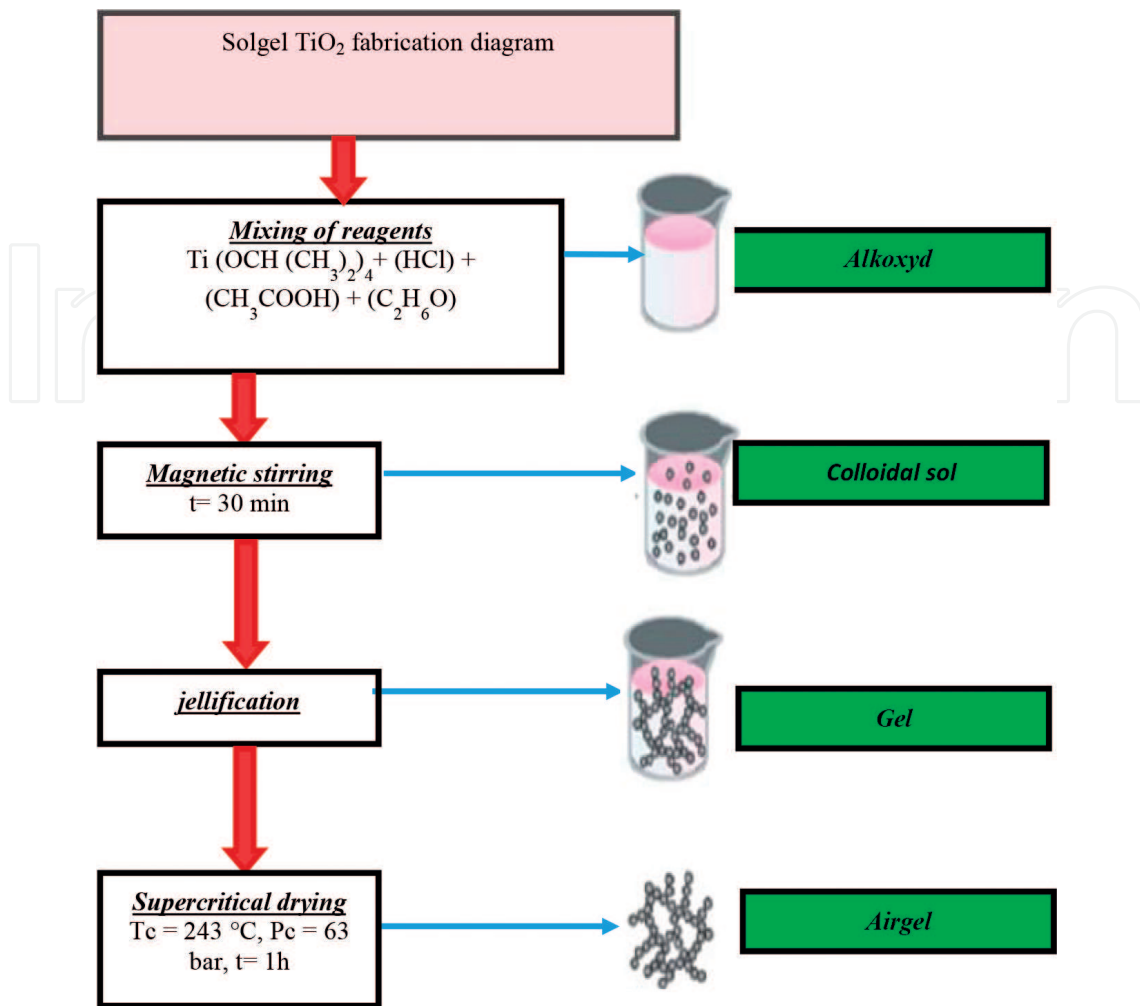 Solgel TiO₂ fabrication diagram
Mixing of reagents
Ti (OCH (CH₃)₂)₄ + (HCl) +
(CH₃COOH) + (C₂H₆O)
Alkoxyd
Magnetic stirring
t= 30 min
Colloidal sol
jellification
Gel
Supercritical drying
Tc = 243 °C, Pc = 63
bar, t= 1h
Airgel